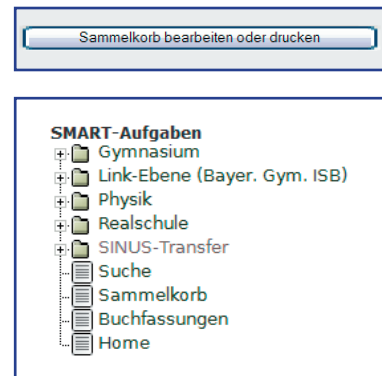 Sammelkorb bearbeiten oder drucken
SMART-Aufgaben
Gymnasium
Link-Ebene (Bayer. Gym. ISB)
Physik
Realschule
SINUS-Transfer
Suche
Sammelkorb
Buchfassungen
Home